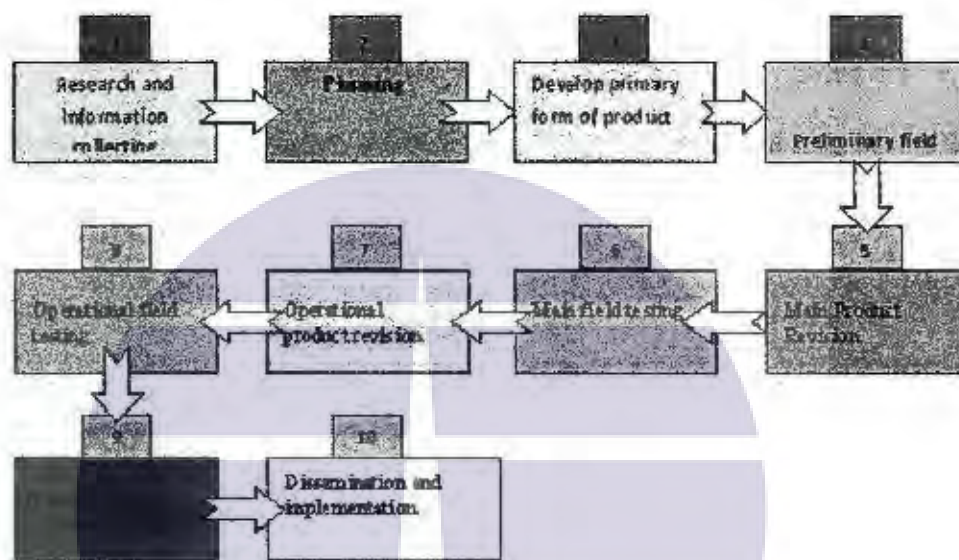 1
2
Research and
information
collecting
Planning
Develop primary
form of product
Preliminary field
5
Main Product
Revision
6
Main field testing
7
Operational
product revision
Operational field
testing
9
10
Dissemination and
implementation